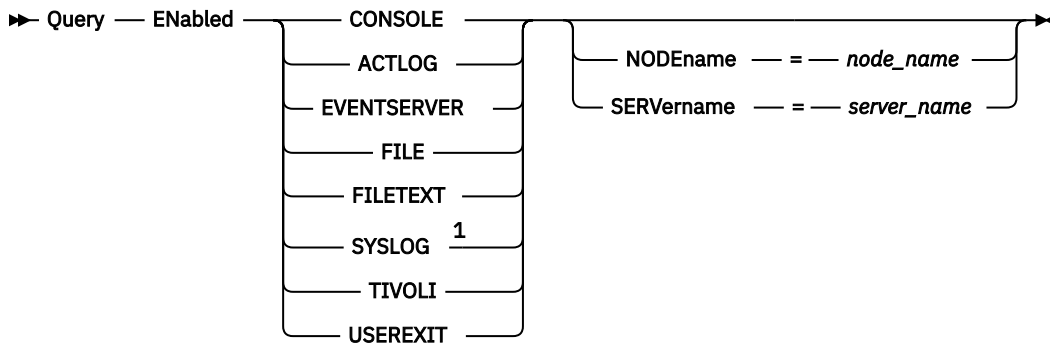 Query ENabled CONSOLE
ACTLOG NODEname = node_name
EVENTSERVER SERVername = server_name
FILE
FILETEXT
SYSLOG 1
TIVOLI
USEREXIT